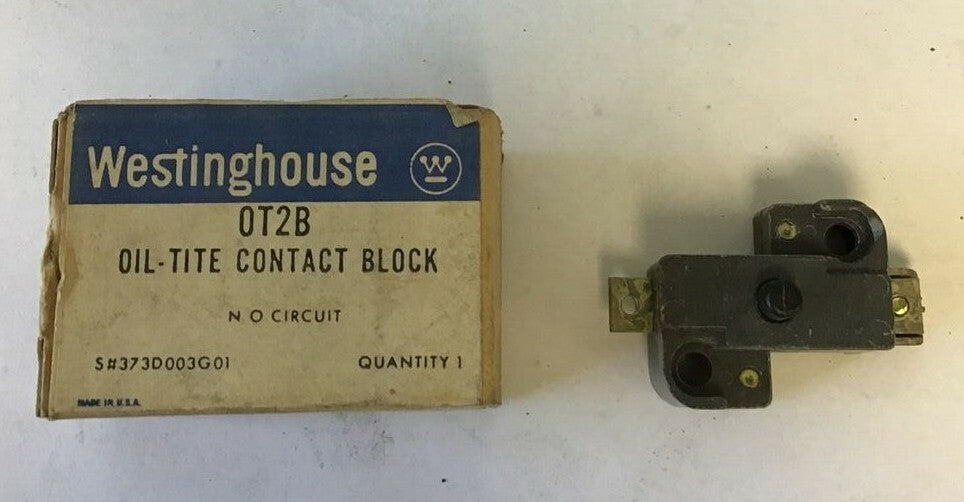 Westinghouse W
OT2B
OIL-TITE CONTACT BLOCK
N O CIRCUIT
S#373D003G01 QUANTITY 1
MADE IN U.S.A.